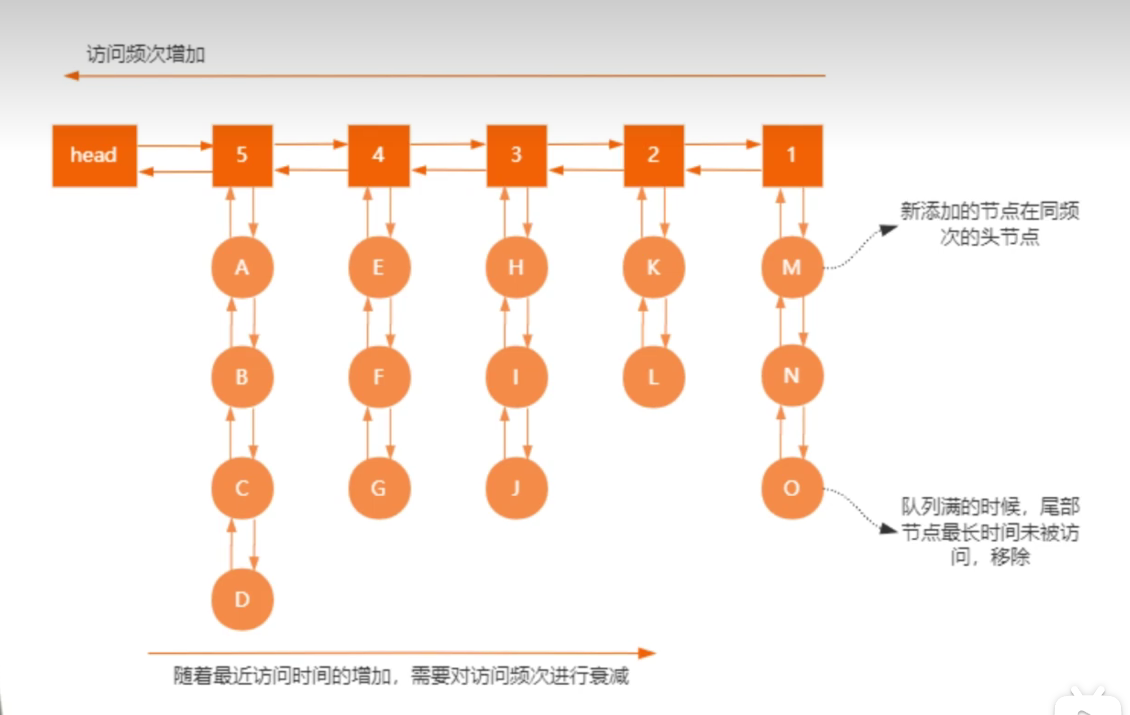 访问频次增加
head 5 4 3 2 1
新添加的节点在同频
次的头节点
A E H K M
B F I L N
C G J O
队列满的时候，尾部
节点最长时间未被访
问，移除
D
随着最近访问时间的增加，需要对访问频次进行衰减